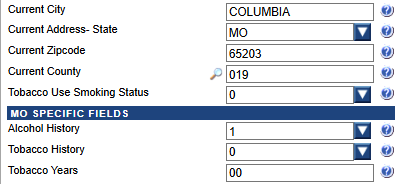 Current City COLUMBIA
Current Address- State MO
Current Zipcode 65203
Current County 019
Tobacco Use Smoking Status 0
MO SPECIFIC FIELDS
Alcohol History 1
Tobacco History 0
Tobacco Years 00